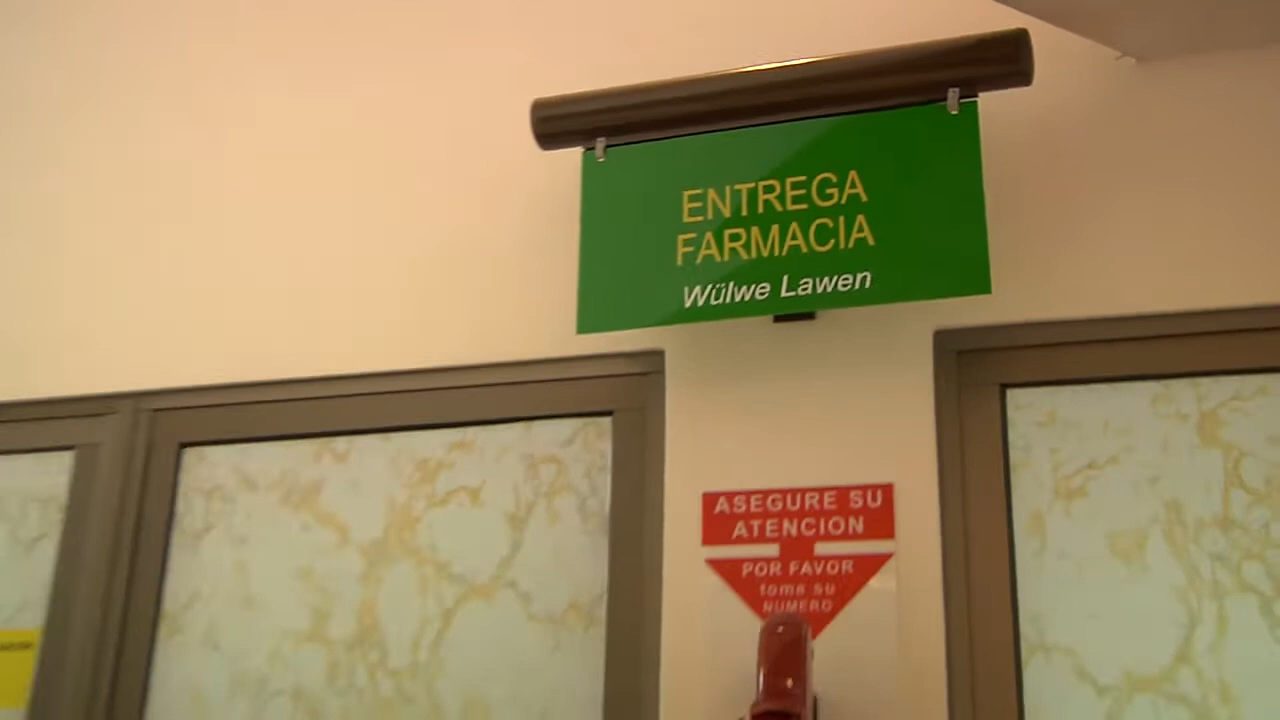 ENTREGA
FARMACIA
Wülwe Lawen
ASEGURE SU
ATENCION
POR FAVOR
tome su
NUMERO